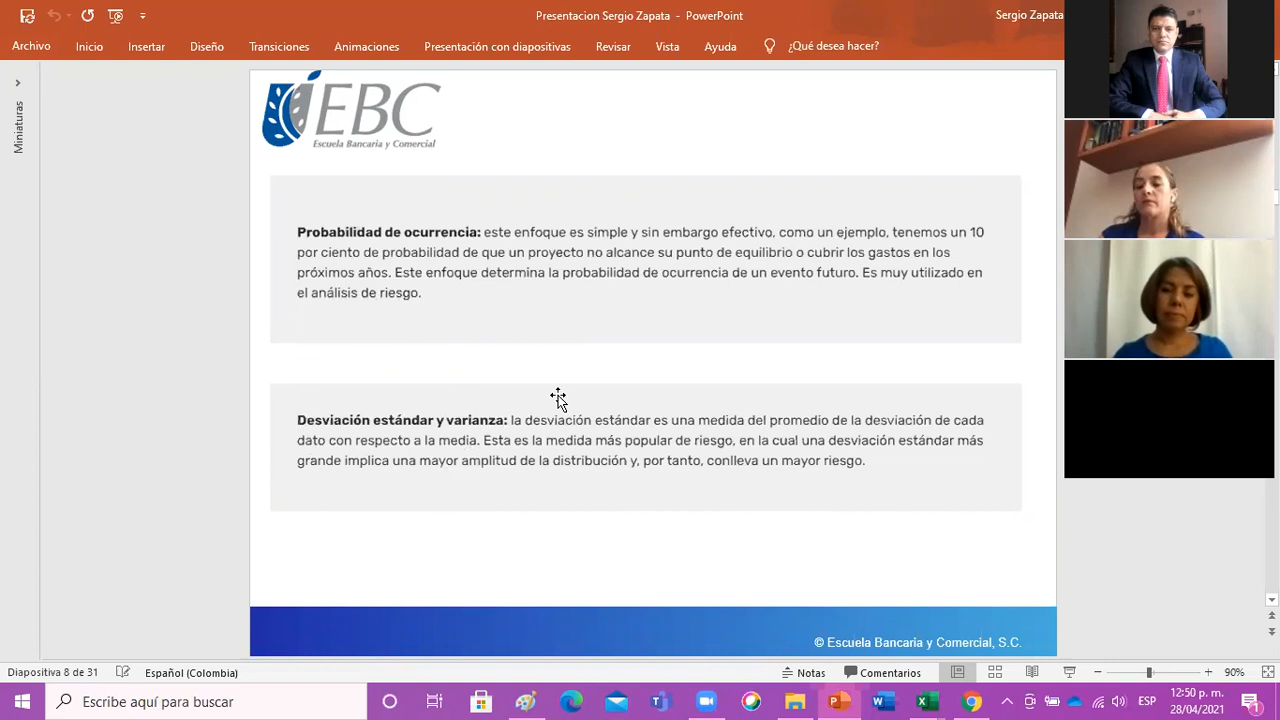 Presentacion Sergio Zapata - PowerPoint
Sergio Zapata
Archivo Inicio Insertar Diseño Transiciones Animaciones Presentación con diapositivas Revisar Vista Ayuda ¿Qué desea hacer?
Miniaturas
EBC
Escuela Bancaria y Comercial
Probabilidad de ocurrencia: este enfoque es simple y sin embargo efectivo, como un ejemplo, tenemos un 10
por ciento de probabilidad de que un proyecto no alcance su punto de equilibrio o cubrir los gastos en los
próximos años. Este enfoque determina la probabilidad de ocurrencia de un evento futuro. Es muy utilizado en
el análisis de riesgo.
Desviación estándar y varianza: la desviación estándar es una medida del promedio de la desviación de cada
dato con respecto a la media. Esta es la medida más popular de riesgo, en la cual una desviación estándar más
grande implica una mayor amplitud de la distribución y, por tanto, conlleva un mayor riesgo.
© Escuela Bancaria y Comercial, S.C.
Diapositiva 8 de 31 Español (Colombia) Notas Comentarios 90%
Escribe aquí para buscar
ESP
12:50 p. m.
28/04/2021
1